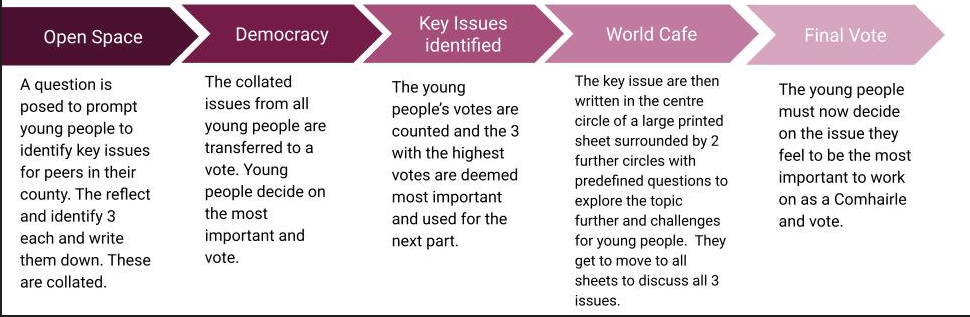 Open Space
A question is
posed to prompt
young people to
identify key issues
for peers in their
county. The reflect
and identify 3
each and write
them down. These
are collated.
Democracy
The collated
issues from all
young people are
transferred to a
vote. Young
people decide on
the most
important and
vote.
Key Issues
identified
The young
people's votes are
counted and the 3
with the highest
votes are deemed
most important
and used for the
next part.
World Cafe
The key issue are then
written in the centre
circle of a large printed
sheet surrounded by 2
further circles with
predefined questions to
explore the topic
further and challenges
for young people.  They
get to move to all
sheets to discuss all 3
issues.
Final Vote
The young people
must now decide
on the issue they
feel to be the most
important to work
on as a Comhairle
and vote.